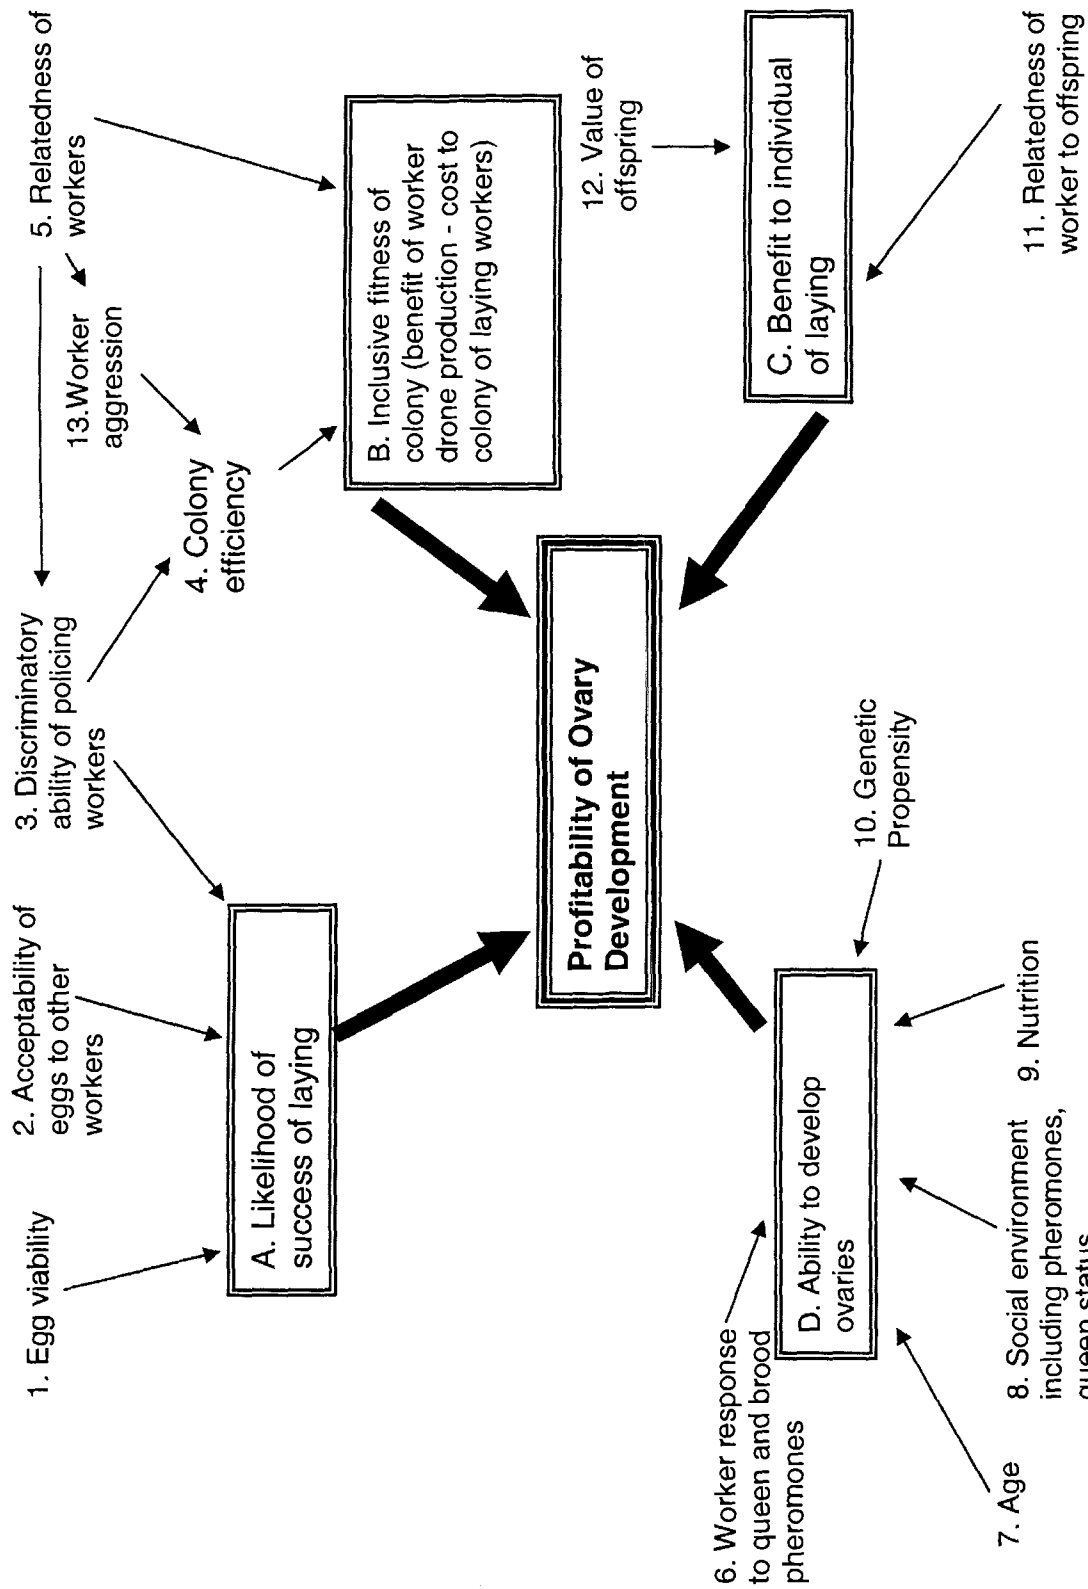 1. Egg viability
2. Acceptability of
eggs to other
workers
3. Discriminatory
ability of policing
workers
5. Relatedness of
workers
13.Worker
aggression
4. Colony
efficiency
A. Likelihood of
success of laying
B. Inclusive fitness of
colony (benefit of worker
drone production - cost to
colony of laying workers)
12. Value of
offspring
Profitability of Ovary
Development
C. Benefit to individual
of laying
6. Worker response
to queen and brood
pheromones
D. Ability to develop
ovaries
10. Genetic
Propensity
7. Age
8. Social environment
including pheromones,
queen status
9. Nutrition
11. Relatedness of
worker to offspring